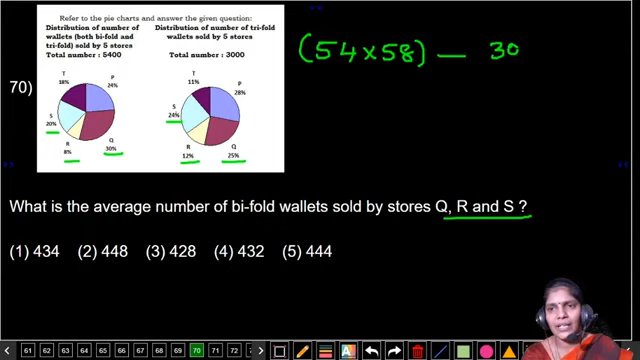 Refer to the pie charts and answer the given question:
Distribution of number of wallets (both bi-fold and tri-fold) sold by 5 stores
Total number : 5400
T 18%
P 24%
S 20%
R 8%
Q 30%
Distribution of number of tri-fold wallets sold by 5 stores
Total number : 3000
T 11%
P 28%
S 24%
R 12%
Q 25%
(54×58) — 30
70)
What is the average number of bi-fold wallets sold by stores Q, R and S ?
(1) 434 (2) 448 (3) 428 (4) 432 (5) 444
61 62 63 64 65 66 67 68 69 70 71 72 7